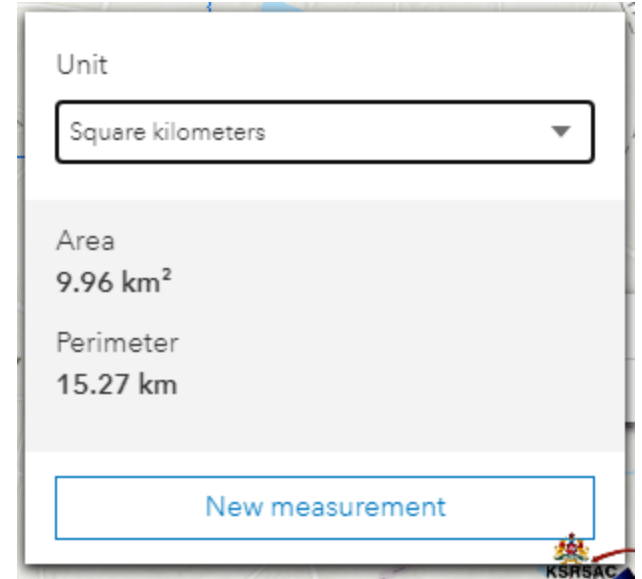 Unit
Square kilometers
Area
9.96 km²
Perimeter
15.27 km
New measurement
KSRSAC